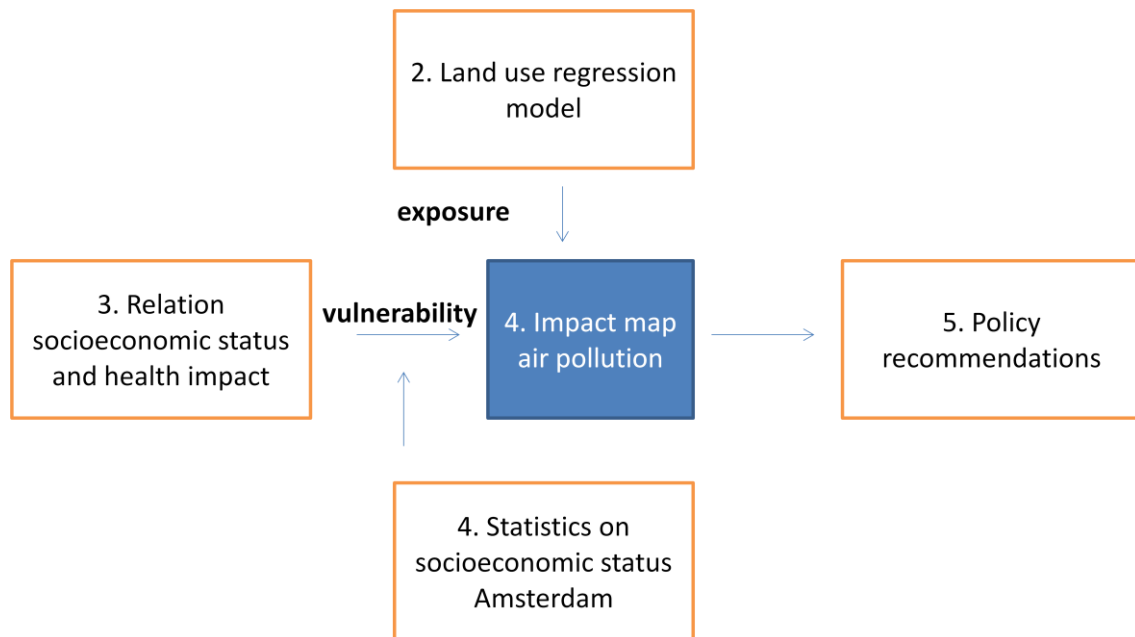 2. Land use regression
model
exposure
3. Relation
socioeconomic status
and health impact
vulnerability
4. Impact map
air pollution
5. Policy
recommendations
4. Statistics on
socioeconomic status
Amsterdam